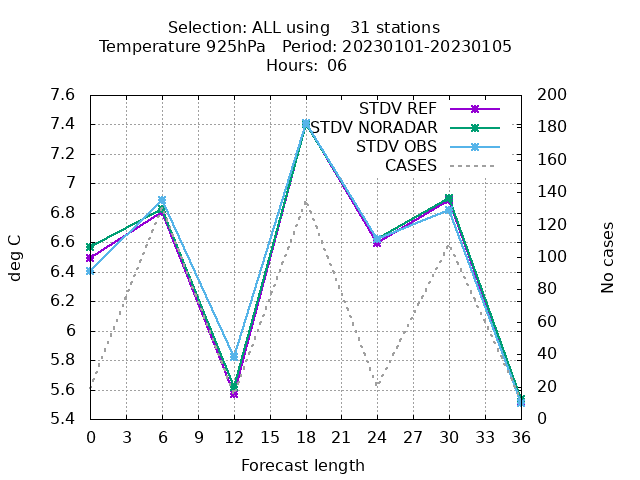 Selection: ALL using    31 stations
Temperature 925hPa   Period: 20230101-20230105
Hours: 06
7.6
7.4
7.2
7
6.8
6.6
6.4
6.2
6
5.8
5.6
5.4
deg C
STDV REF
STDV NORADAR
STDV OBS
CASES
200
180
160
140
120
100
80
60
40
20
0
No cases
0 3 6 9 12 15 18 21 24 27 30 33 36
Forecast length